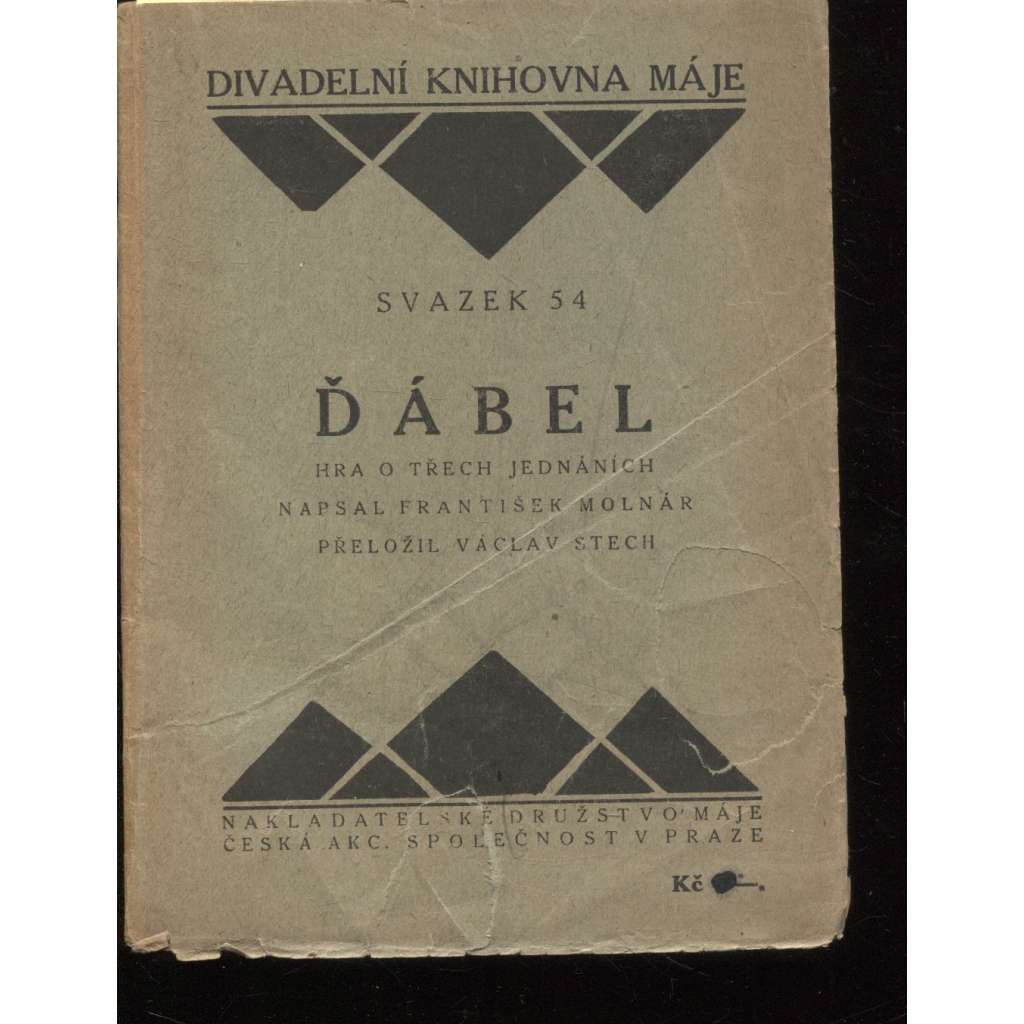 DIVADELNÍ KNIHOVNA MÁJE
SVAZEK 54
ĎÁBEL
HRA O TŘECH JEDNÁNÍCH
NAPSAL FRANTIŠEK MOLNÁR
PŘELOŽIL VÁCLAV STECH
NAKLADATELSKÉ DRUŽSTVO MÁJE
ČESKÁ AKC. SPOLEČNOST V PRAZE
Kč